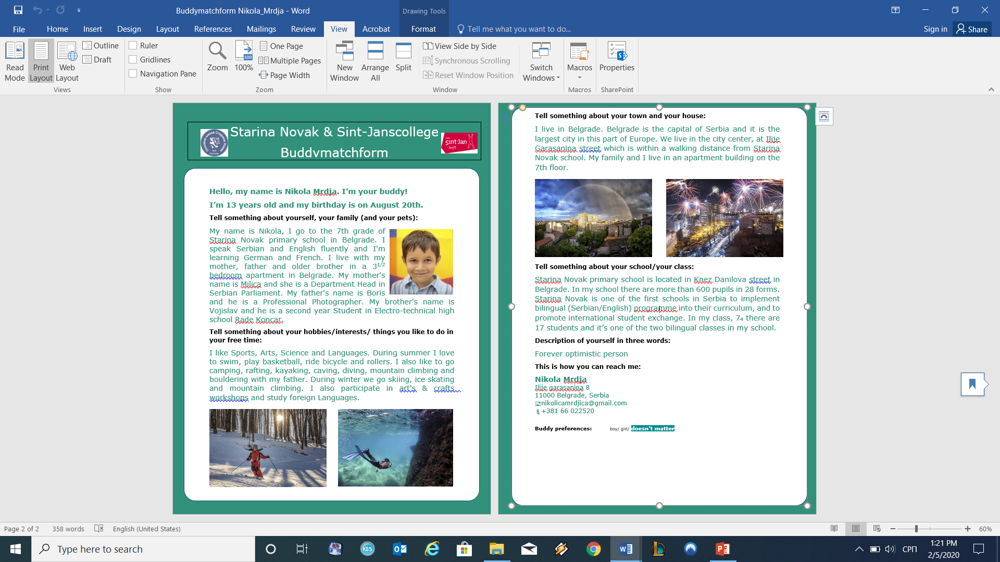 Buddymatchform Nikola_Mrdja - Word
Drawing Tools
File
Home
Insert
Design
Layout
References
Mailings
Review
View
Acrobat
Format
Tell me what you want to do...
Sign in
Share
Read Mode
Print Layout
Web Layout
Outline
Draft
Views
Ruler
Gridlines
Navigation Pane
Show
Zoom
100
100%
One Page
Multiple Pages
Page Width
Zoom
New Window
Arrange All
Split
View Side by Side
Synchronous Scrolling
Reset Window Position
Window
Switch Windows
Macros
Macros
Properties
SharePoint
Starina Novak & Sint-Janscollege
Buddymatchform
sint-Jan
leeft
Hello, my name is Nikola Mrdja. I’m your buddy!
I’m 13 years old and my birthday is on August 20th.
Tell something about yourself, your family (and your pets):
My name is Nikola, I go to the 7th grade of
Starina Novak primary school in Belgrade. I
speak Serbian and English fluently and I'm
learning German and French. I live with my
mother, father and older brother in a 3 1/2
bedroom apartment in Belgrade. My mother's
name is Milica and she is a Department Head in
Serbian Parliament. My father's name is Boris
and he is a Professional Photographer. My brother's name is
Vojislav and he is a second year Student in Electro-technical high
school Rade Koncar.
Tell something about your hobbies/interests/ things you like to do in
your free time:
I like Sports, Arts, Science and Languages. During summer I love
to swim, play basketball, ride bicycle and rollers. I also like to go
camping, rafting, kayaking, caving, diving, mountain climbing and
bouldering with my father. During winter we go skiing, ice skating
and mountain climbing. I also participate in art's & crafts
workshops and study foreign Languages.
Tell something about your town and your house:
I live in Belgrade. Belgrade is the capital of Serbia and it is the
largest city in this part of Europe. We live in the city center, at Ilije
Garasanina street which is within a walking distance from Starina
Novak school. My family and I live in an apartment building on the
7th floor.
Tell something about your school/your class:
Starina Novak primary school is located in Knez Danilova street in
Belgrade. In my school there are more than 600 pupils in 28 forms.
Starina Novak is one of the first schools in Serbia to implement
bilingual (Serbian/English) programme into their curriculum, and to
promote international student exchange. In my class, 7₄ there are
17 students and it’s one of the two bilingual classes in my school.
Description of yourself in three words:
Forever optimistic person
This is how you can reach me:
Nikola Mrdja
Ilije garasanina 8
11000 Belgrade, Serbia
nikolicamrdjica@gmail.com
+381 66 022520
Buddy preferences: boy/ girl/ doesn’t matter
Page 2 of 2
358 words
English (United States)
60%
Type here to search
СРП
1:21 PM
2/5/2020